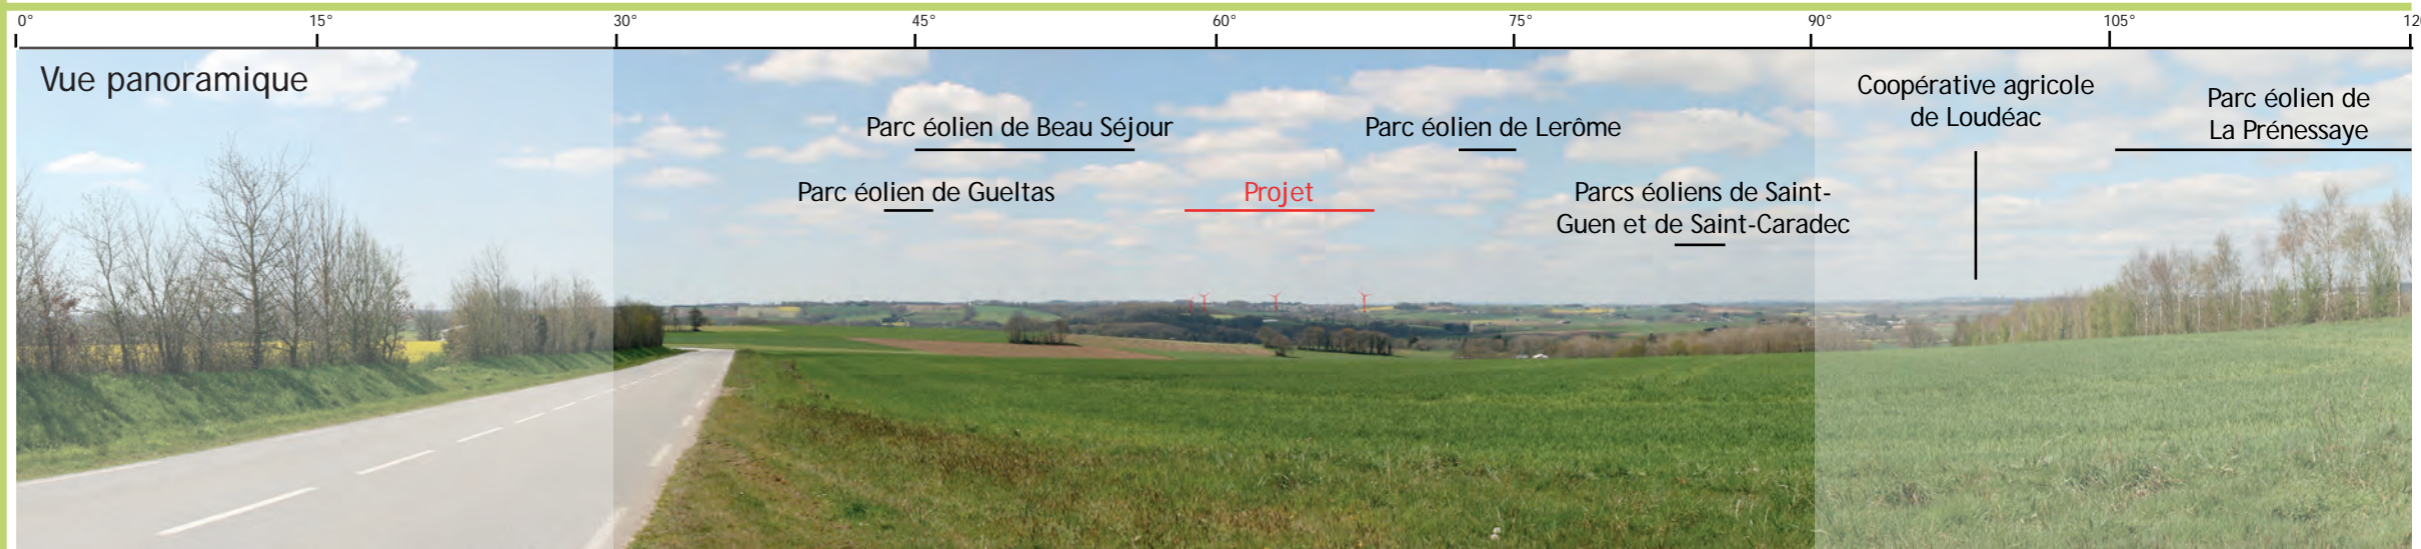 0° 15° 30° 45° 60° 75° 90° 105°
Vue panoramique
Parc éolien de Beau Séjour
Parc éolien de Gueltas
Projet
Parc éolien de Lerôme
Parcs éoliens de Saint-
Guen et de Saint-Caradec
Coopérative agricole
de Loudéac
Parc éolien de
La Prénessaye